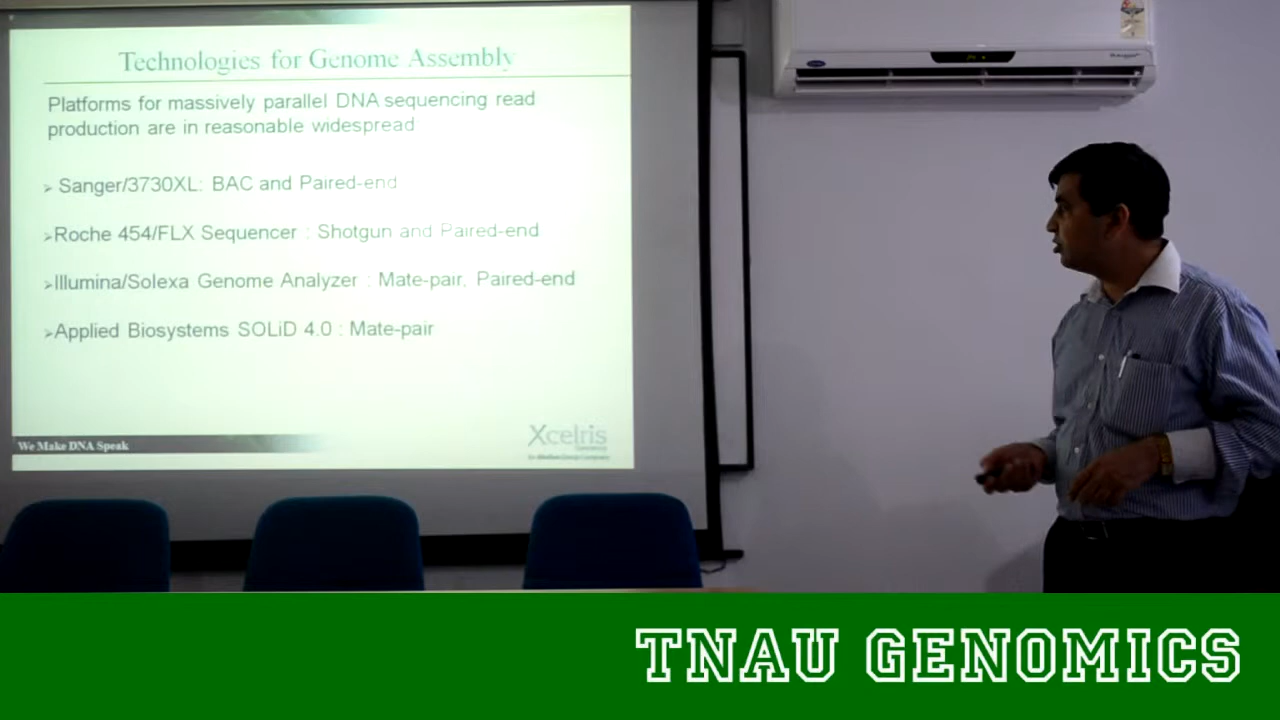 Technologies for Genome Assembly
Platforms for massively parallel DNA sequencing read
production are in reasonable widespread
➢ Sanger/3730XL: BAC and Paired-end
➢Roche 454/FLX Sequencer : Shotgun and Paired-end
➢Illumina/Solexa Genome Analyzer : Mate-pair, Paired-end
➢Applied Biosystems SOLiD 4.0 : Mate-pair
We Make DNA Speak
Xcelris
TNAU GENOMICS